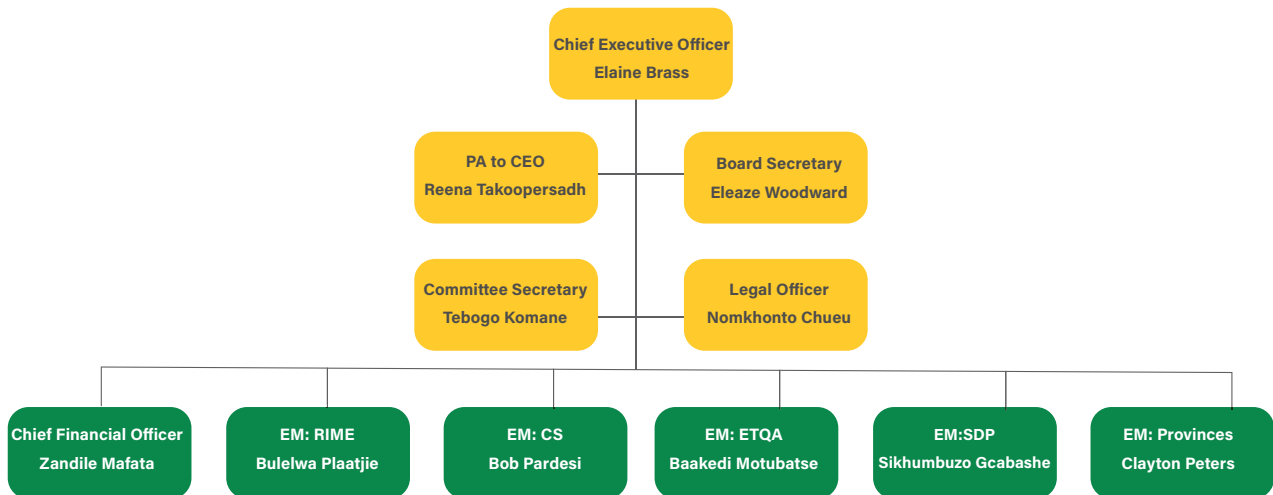 Chief Executive Officer
Elaine Brass
PA to CEO
Reena Takoopersadh
Board Secretary
Eleaze Woodward
Committee Secretary
Tebogo Komane
Legal Officer
Nomkhonto Chueu
Chief Financial Officer
Zandile Mafata
EM: RIME
Bulelwa Plaatjie
EM: CS
Bob Pardesi
EM: ETQA
Baakedi Motubatse
EM:SDP
Sikhumbuzo Gcabashe
EM: Provinces
Clayton Peters